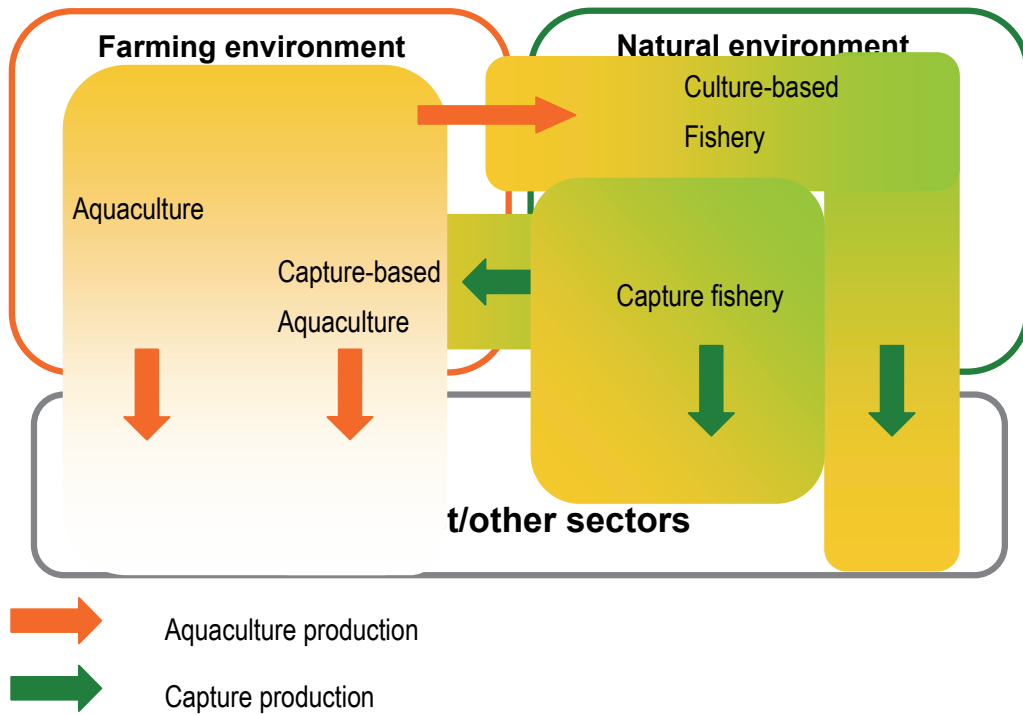 Farming environment
Natural environment
Culture-based
Fishery
Aquaculture
Capture-based
Aquaculture
Capture fishery
t/other sectors
Aquaculture production
Capture production